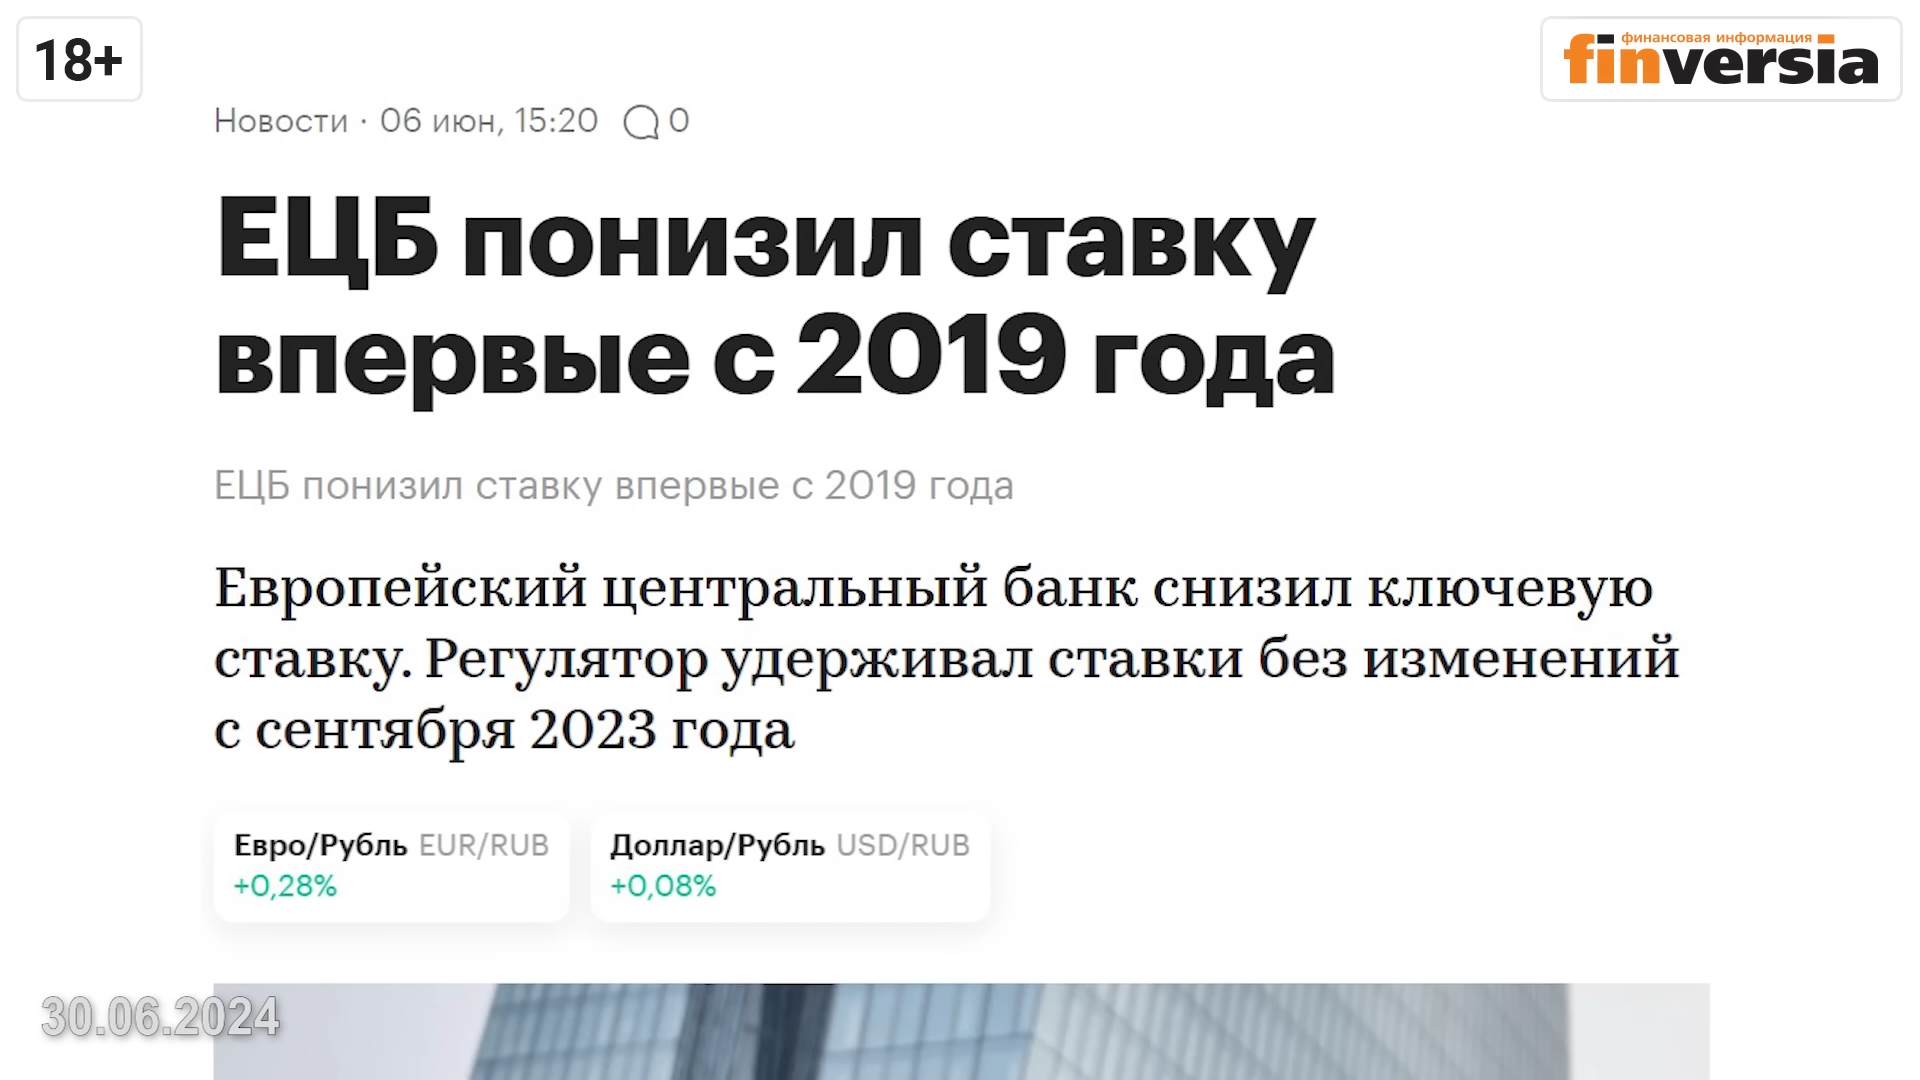 18+
финансовая информация
finversia
Новости · 06 июн, 15:20 0
ЕЦБ понизил ставку
впервые с 2019 года
ЕЦБ понизил ставку впервые с 2019 года
Европейский центральный банк снизил ключевую
ставку. Регулятор удерживал ставки без изменений
с сентября 2023 года
Евро/Рубль EUR/RUB
+0,28%
Доллар/Рубль USD/RUB
+0,08%
30.06.2024